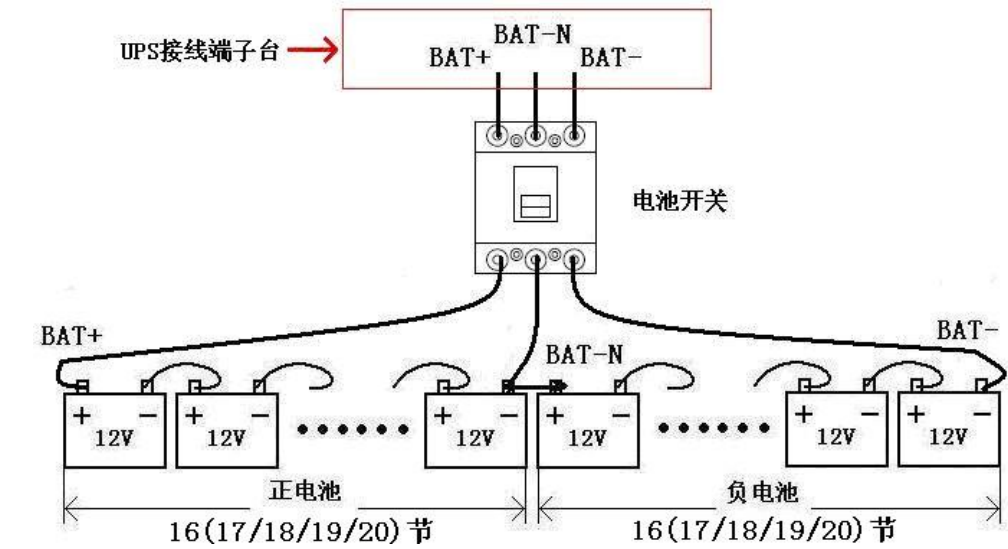 BAT-N
UPS接线端子台
BAT+
BAT-
电池开关
BAT+
BAT-N
BAT-
+ - 12V
+ - 12V
+ - 12V
+ - 12V
+ - 12V
+ - 12V
正电池
负电池
16(17/18/19/20)节
16(17/18/19/20)节